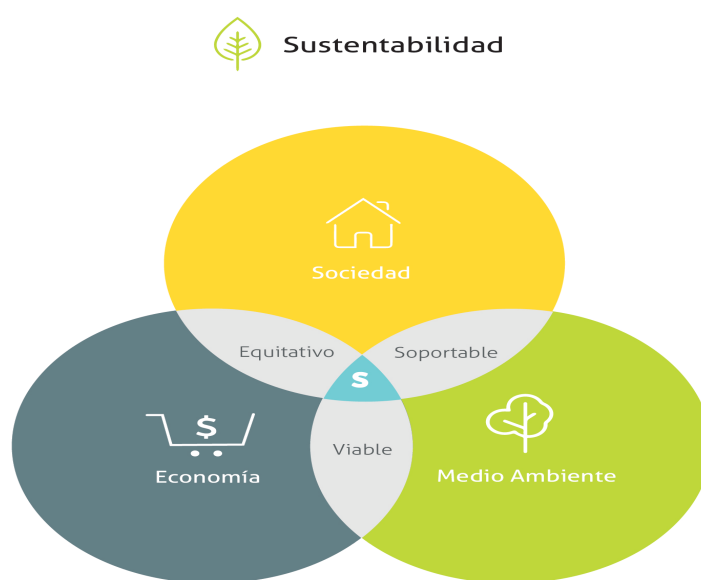 Sustentabilidad
Sociedad
Equitativo
Soportable
S
$
Viable
Economía
Medio Ambiente